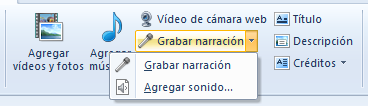 Agregar vídeos y fotos
Agregar mús
Vídeo de cámara web
Grabar narración
Título
Descripción
Créditos
Grabar narración
Agregar sonido...